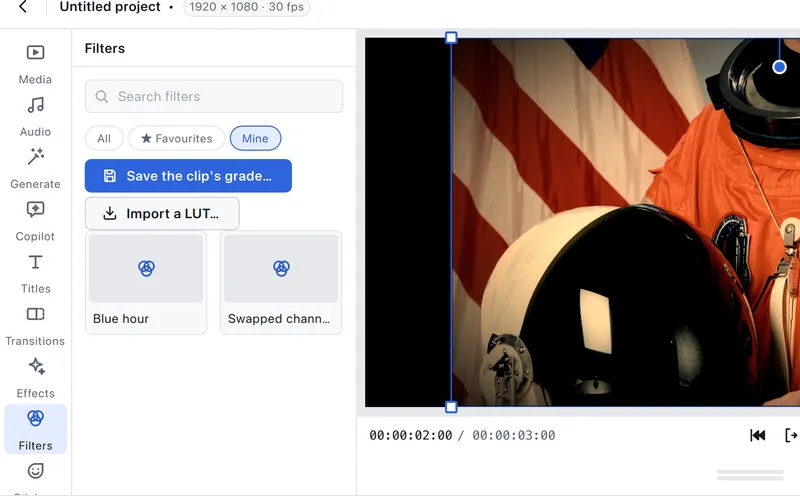 Untitled project • 1920 × 1080 · 30 fps
Media
Audio
Generate
Copilot
Titles
Transitions
Effects
Filters
Filters
Search filters
All ★ Favourites Mine
Save the clip's grade…
Import a LUT…
Blue hour
Swapped chann…
00:00:02:00 / 00:00:03:00